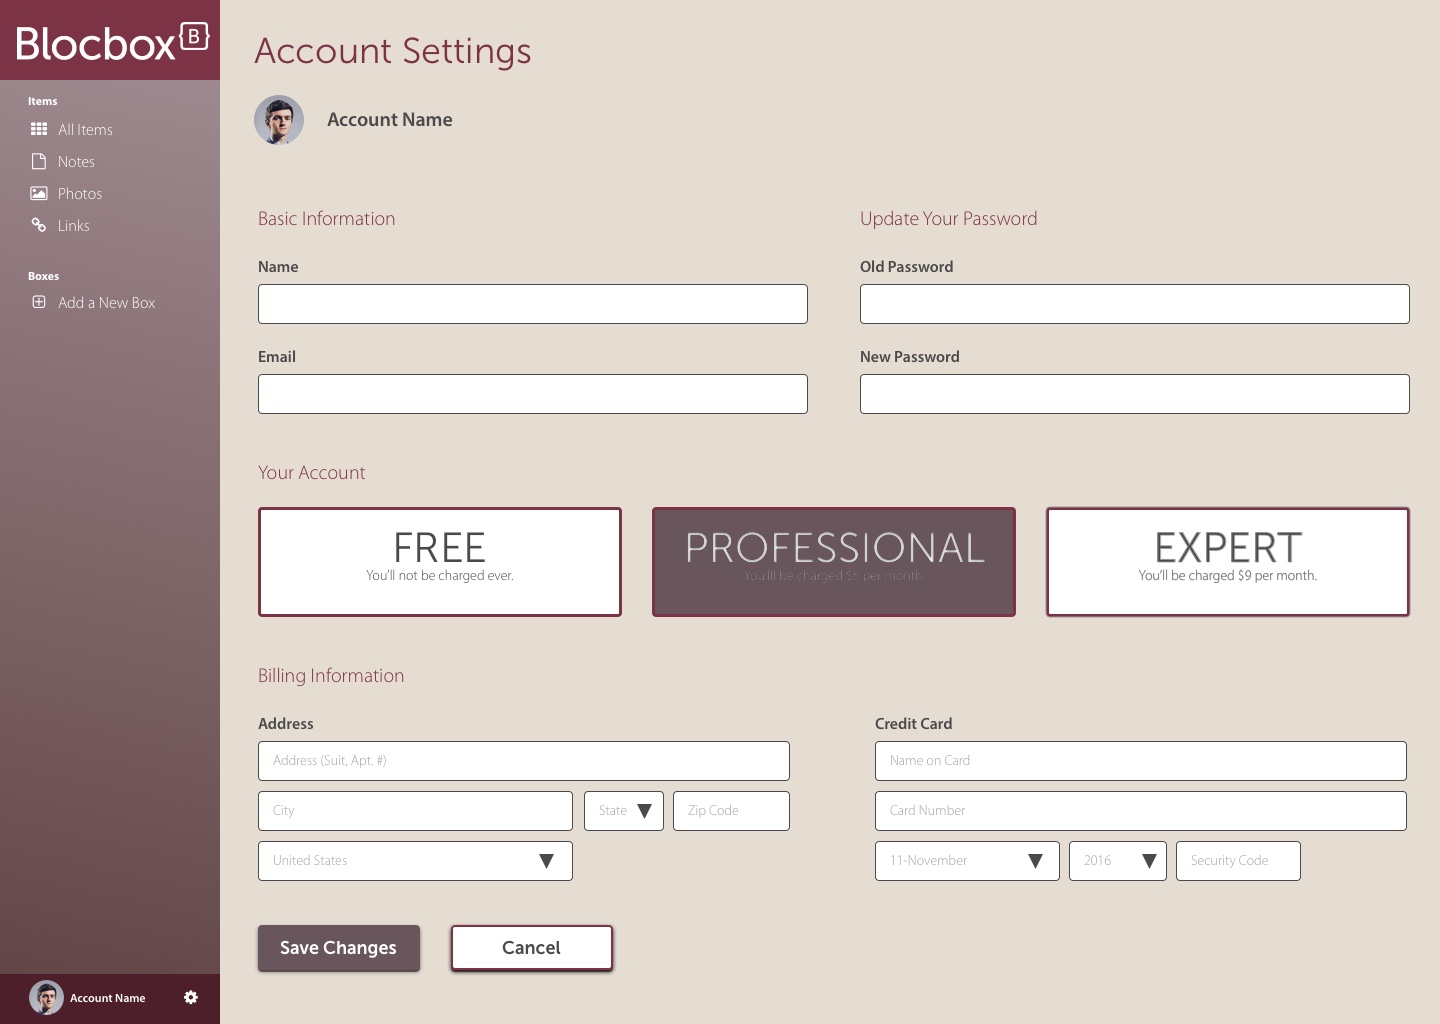 Blocbox {B}
Items
All Items
Notes
Photos
Links
Boxes
Add a New Box
Account Name
Account Settings
Account Name
Basic Information
Name
Email
Update Your Password
Old Password
New Password
Your Account
FREE
You'll not be charged ever.
PROFESSIONAL
You'lll be charged $5 per month.
EXPERT
You'll be charged $9 per month.
Billing Information
Address
Address (Suit, Apt. #)
City
State
Zip Code
United States
Credit Card
Name on Card
Card Number
11-November
2016
Security Code
Save Changes
Cancel